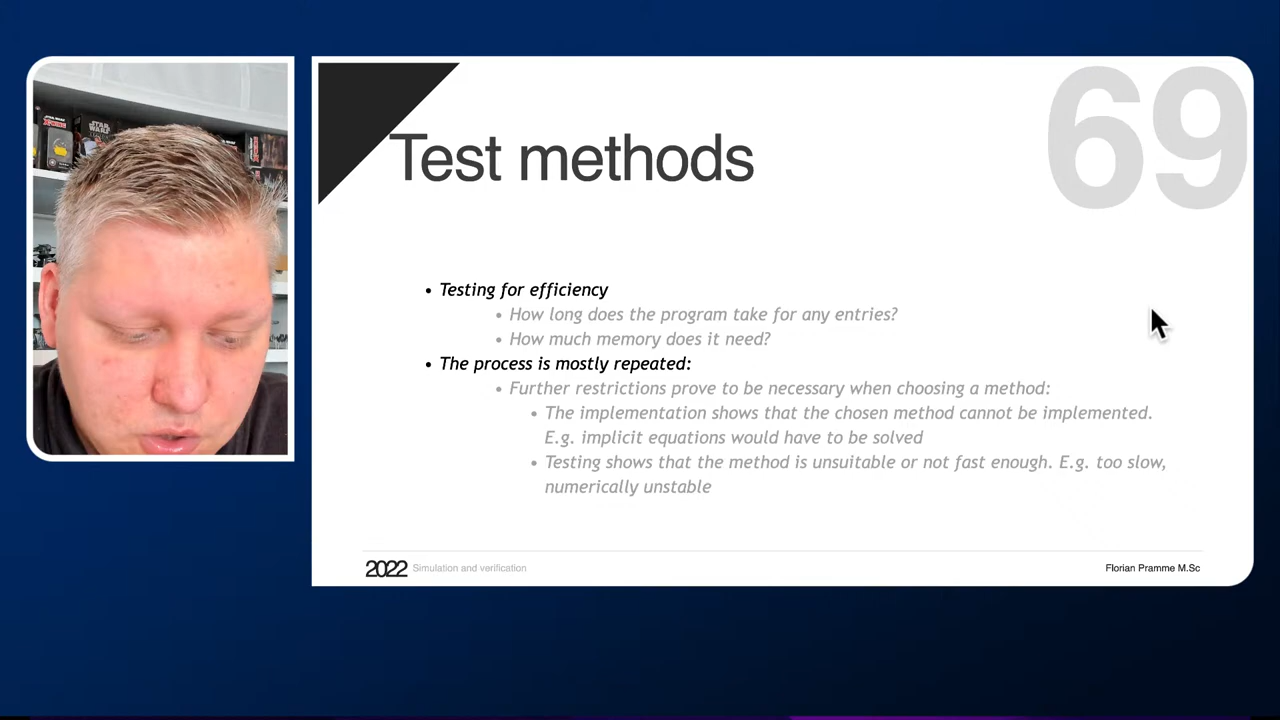 69
Test methods
• Testing for efficiency
• How long does the program take for any entries?
• How much memory does it need?
• The process is mostly repeated:
• Further restrictions prove to be necessary when choosing a method:
• The implementation shows that the chosen method cannot be implemented.
E.g. implicit equations would have to be solved
• Testing shows that the method is unsuitable or not fast enough. E.g. too slow,
numerically unstable
2022 Simulation and verification
Florian Pramme M.Sc
STAR
WARS
X-WING